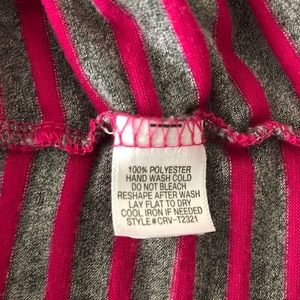 100% POLYESTER
HAND WASH COLD
DO NOT BLEACH
RESHAPE AFTER WASH
LAY FLAT TO DRY
COOL IRON IF NEEDED
STYLE#CRV-T2321